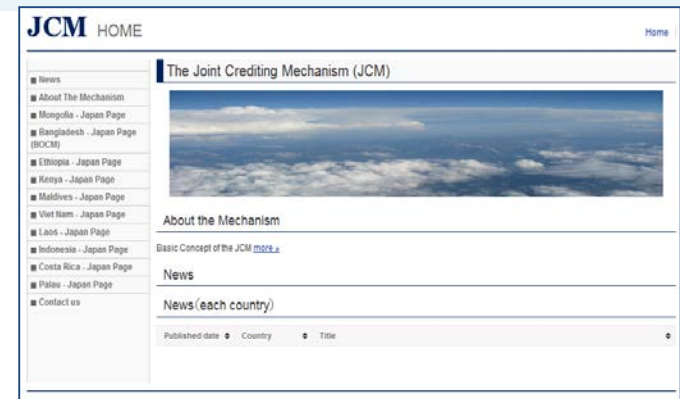 JCM HOME
Home
News
About The Mechanism
Mongolia - Japan Page
Bangladesh - Japan Page
(BOCM)
Ethiopia - Japan Page
Kenya - Japan Page
Maldives - Japan Page
Viet Nam - Japan Page
Laos - Japan Page
Indonesia - Japan Page
Costa Rica - Japan Page
Palau - Japan Page
Contact us
The Joint Crediting Mechanism (JCM)
About the Mechanism
Basic Concept of the JCM more »
News
News(each country)
Published date Country Title